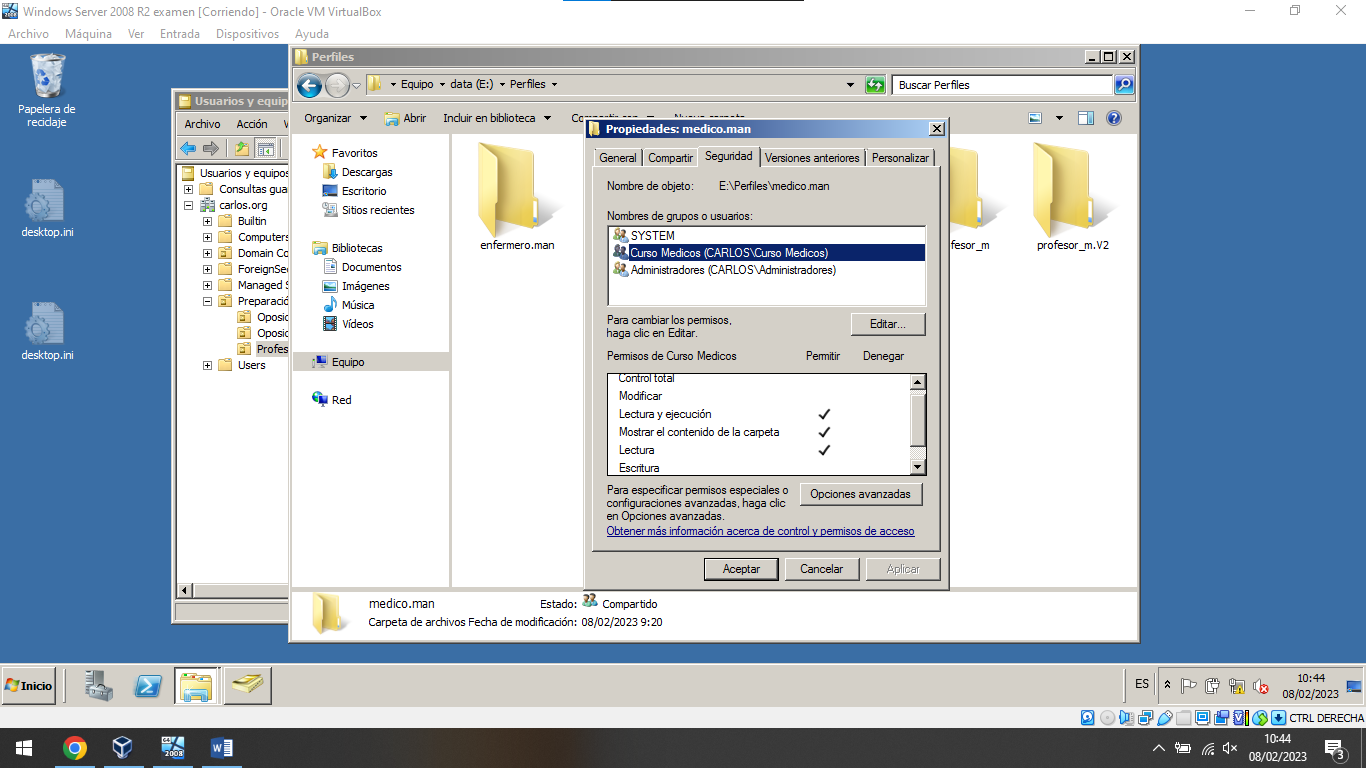 Windows Server 2008 R2 examen [Corriendo] - Oracle VM VirtualBox
Archivo Máquina Ver Entrada Dispositivos Ayuda
Papelera de
reciclaje
desktop.ini
desktop.ini
Usuarios y equip
Archivo Acción
Usuarios y equipos
Consultas gua
carlos.org
Builtin
Computers
Domain Co
ForeignSec
Managed S
Preparació
Oposic
Oposic
Profes
Users
Perfiles
Equipo data (E:) Perfiles
Buscar Perfiles
Organizar Abrir Incluir en biblioteca
Favoritos
Descargas
Escritorio
Sitios recientes
Bibliotecas
Documentos
Imágenes
Música
Vídeos
Equipo
Red
enfermero.man
fesor_m
profesor_m.V2
Propiedades: medico.man
General Compartir Seguridad Versiones anteriores Personalizar
Nombre de objeto: E:\Perfiles\medico.man
Nombres de grupos o usuarios:
SYSTEM
Curso Medicos (CARLOS\Curso Medicos)
Administradores (CARLOS\Administradores)
Para cambiar los permisos,
haga clic en Editar.
Editar...
Permisos de Curso Medicos Permitir Denegar
Control total
Modificar
Lectura y ejecución
Mostrar el contenido de la carpeta
Lectura
Escritura
Para especificar permisos especiales o
configuraciones avanzadas, haga clic
en Opciones avanzadas.
Opciones avanzadas
Obtener más información acerca de control y permisos de acceso
Aceptar Cancelar Aplicar
medico.man Estado: Compartido
Carpeta de archivos Fecha de modificación: 08/02/2023 9:20
Inicio
ES
10:44
08/02/2023
CTRL DERECHA
2008
10:44
08/02/2023
3